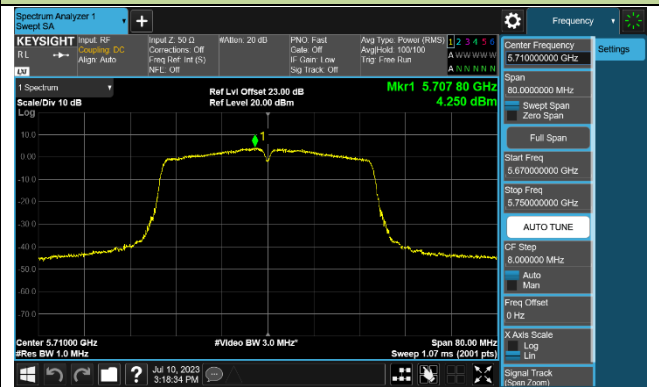 Spectrum Analyzer 1
Swept SA
Frequency
KEYSIGHT
Input: RF
Input Z: 50 Ω
#Atten: 20 dB
PNO: Fast
Avg Type: Power (RMS)
1 2 3 4 5 6
RL
Coupling: DC
Corrections: Off
Gate: Off
Avg|Hold: 100/100
A W W W W W
Align: Auto
Freq Ref: Int (S)
IF Gain: Low
Trig: Free Run
LXI
NFE: Off
Sig Track: Off
A N N N N N
Center Frequency
5.710000000 GHz
Settings
Span
80.0000000 MHz
Swept Span
Zero Span
Full Span
Start Freq
5.670000000 GHz
Stop Freq
5.750000000 GHz
AUTO TUNE
CF Step
8.000000 MHz
Auto
Man
Freq Offset
0 Hz
X Axis Scale
Log
Lin
Signal Track
(Span Zoom)
1 Spectrum
Ref Lvl Offset 23.00 dB
Mkr1 5.707 80 GHz
Scale/Div 10 dB
Ref Level 20.00 dBm
4.250 dBm
Log
1
10.0
0.00
-10.0
-20.0
-30.0
-40.0
-50.0
-60.0
-70.0
Center 5.71000 GHz
#Video BW 3.0 MHz*
Span 80.00 MHz
#Res BW 1.0 MHz
Sweep 1.07 ms (2001 pts)
Jul 10, 2023
3:18:34 PM